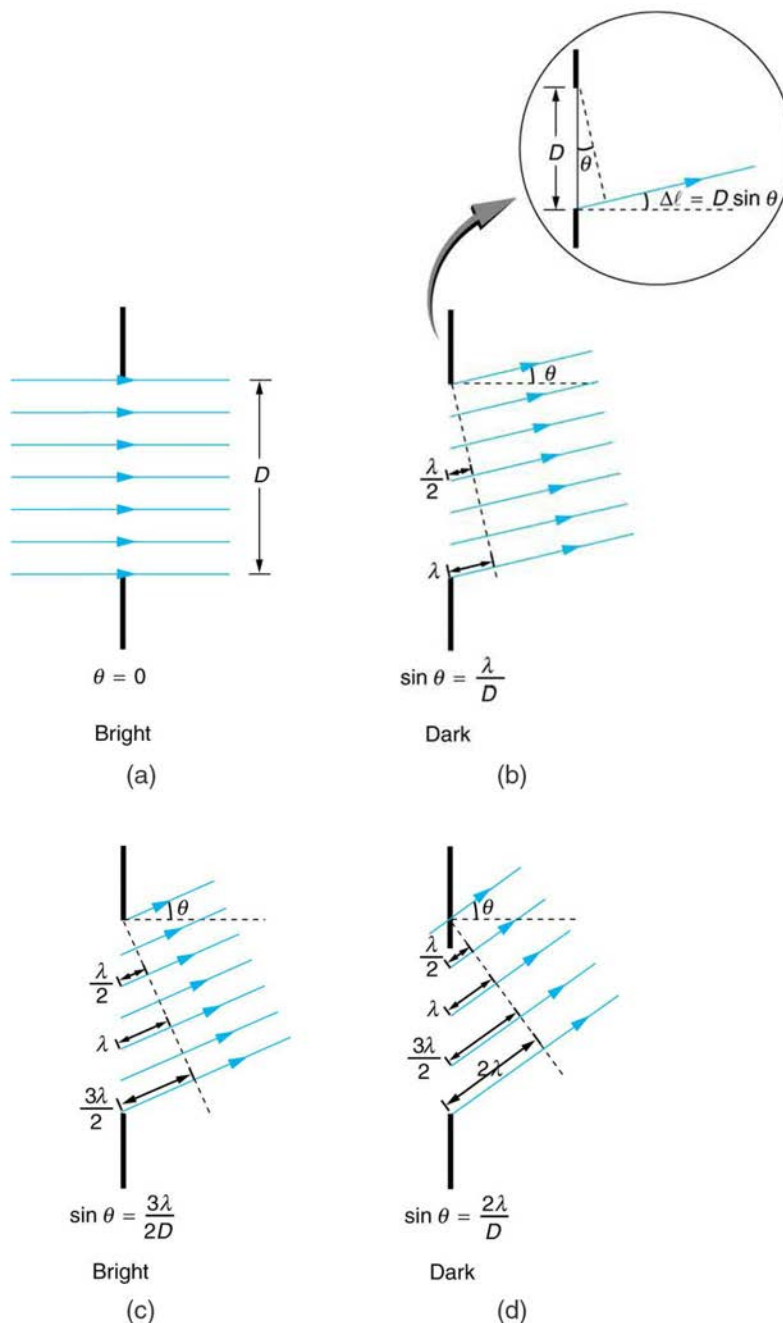 D
θ
Δℓ = D sin θ
D
θ = 0
Bright
(a)
θ
λ/2
λ
sin θ = λ/D
Dark
(b)
θ
λ/2
λ
3λ/2
sin θ = 3λ/2D
Bright
(c)
θ
λ/2
λ
3λ/2
2λ
sin θ = 2λ/D
Dark
(d)